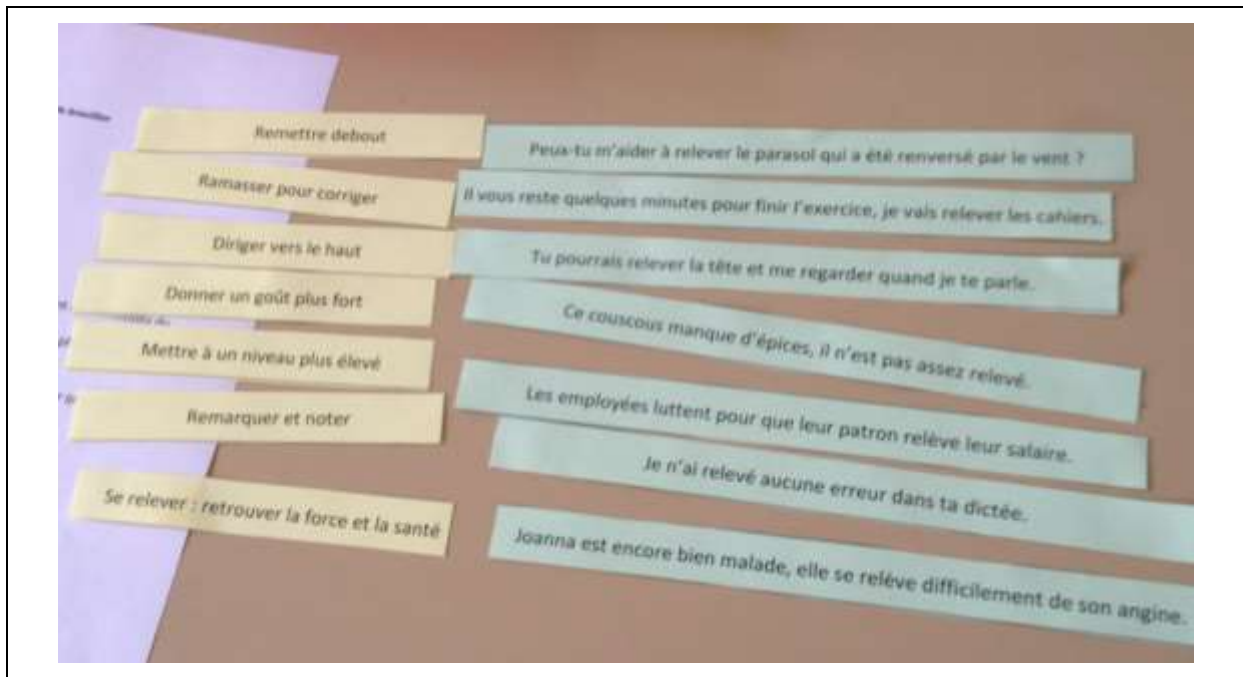 Remettre debout
Peux-tu m'aider à relever le parasol qui a été renversé par le vent ?
Ramasser pour corriger
Il vous reste quelques minutes pour finir l'exercice, je vais relever les cahiers.
Diriger vers le haut
Tu pourrais relever la tête et me regarder quand je te parle.
Donner un goût plus fort
Ce couscous manque d'épices, il n'est pas assez relevé.
Mettre à un niveau plus élevé
Les employées luttent pour que leur patron relève leur salaire.
Remarquer et noter
Je n'ai relevé aucune erreur dans ta dictée.
Se relever : retrouver la force et la santé
Joanna est encore bien malade, elle se relève difficilement de son angine.